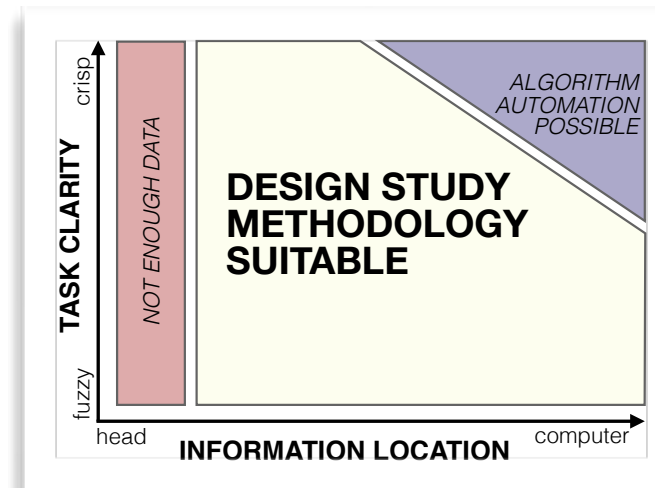 crisp
TASK CLARITY
fuzzy
NOT ENOUGH DATA
DESIGN STUDY
METHODOLOGY
SUITABLE
ALGORITHM
AUTOMATION
POSSIBLE
head
INFORMATION LOCATION
computer